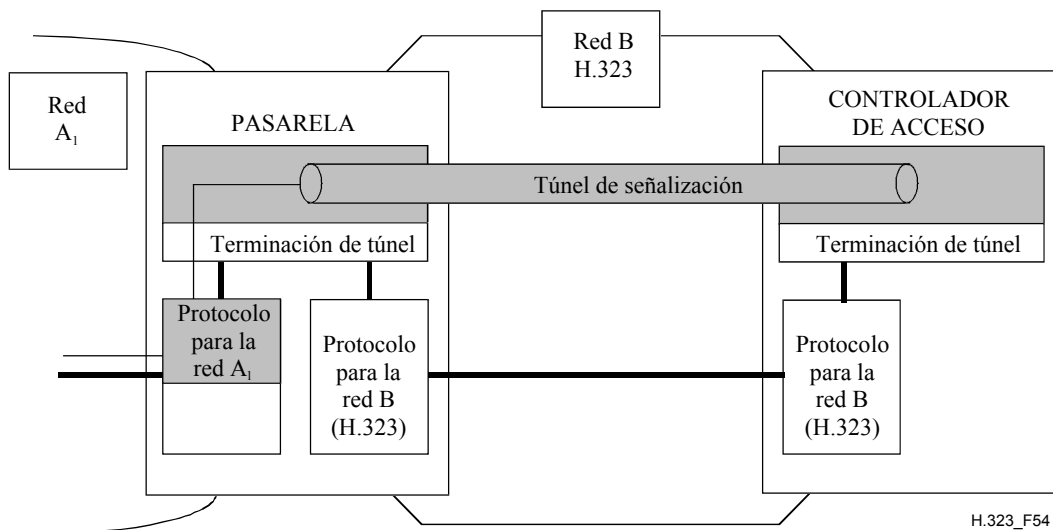 Red B
H.323
Red
A1
PASARELA
CONTROLADOR
DE ACCESO
Túnel de señalización
Terminación de túnel
Terminación de túnel
Protocolo
para la
red A1
Protocolo
para la
red B
(H.323)
Protocolo
para la
red B
(H.323)
H.323_F54